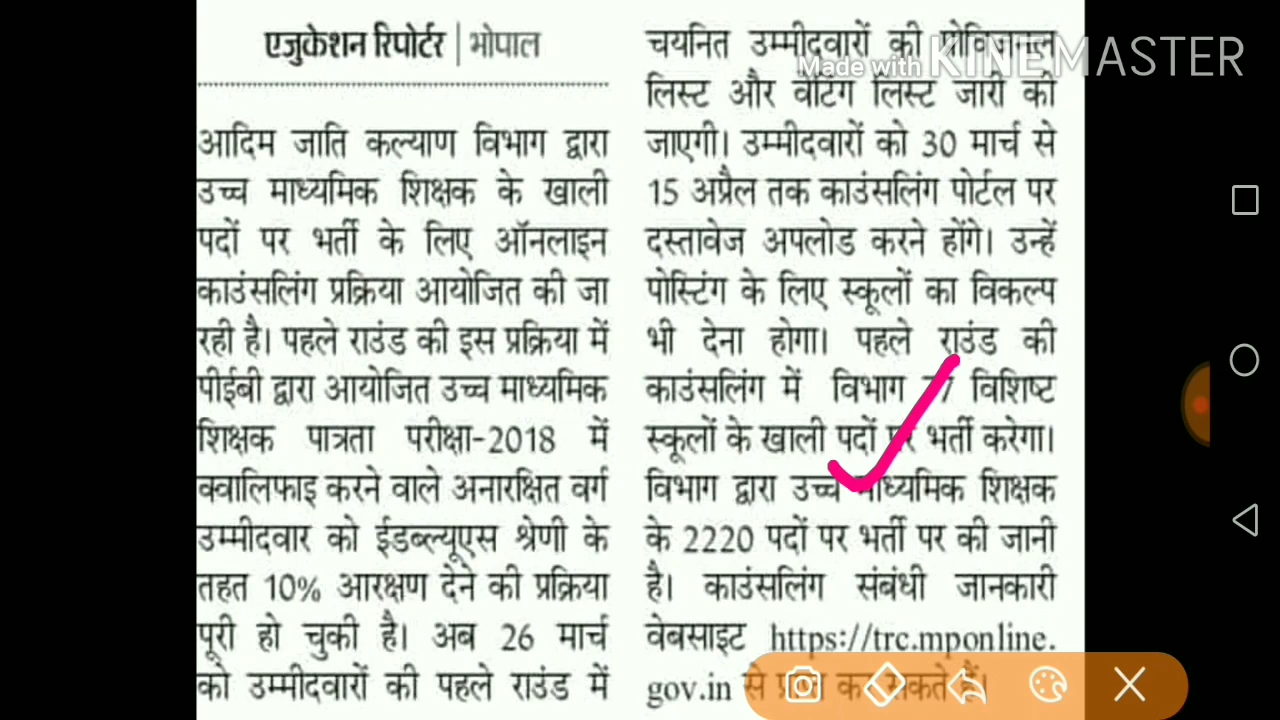 एजुकेशन रिपोर्टर | भोपाल
आदिम जाति कल्याण विभाग द्वारा
उच्च माध्यमिक शिक्षक के खाली
पदों पर भर्ती के लिए ऑनलाइन
काउंसलिंग प्रक्रिया आयोजित की जा
रही है। पहले राउंड की इस प्रक्रिया में
पीईबी द्वारा आयोजित उच्च माध्यमिक
शिक्षक पात्रता परीक्षा-2018 में
क्वालिफाइ करने वाले अनारक्षित वर्ग
उम्मीदवार को ईडब्ल्यूएस श्रेणी के
तहत 10% आरक्षण देने की प्रक्रिया
पूरी हो चुकी है। अब 26 मार्च
को उम्मीदवारों की पहले राउंड में
चयनित उम्मीदवारों की प्रोविजनल
लिस्ट और वेटिंग लिस्ट जारी की
जाएगी। उम्मीदवारों को 30 मार्च से
15 अप्रैल तक काउंसलिंग पोर्टल पर
दस्तावेज अपलोड करने होंगे। उन्हें
पोस्टिंग के लिए स्कूलों का विकल्प
भी देना होगा। पहले राउंड की
काउंसलिंग में विभाग विशिष्ट
स्कूलों के खाली पदों पर भर्ती करेगा।
विभाग द्वारा उच्च माध्यमिक शिक्षक
के 2220 पदों पर भर्ती पर की जानी
है। काउंसलिंग संबंधी जानकारी
वेबसाइट https://trc.mponline.
gov.in से प्राप्त कर सकते हैं।
Made with KINEMASTER